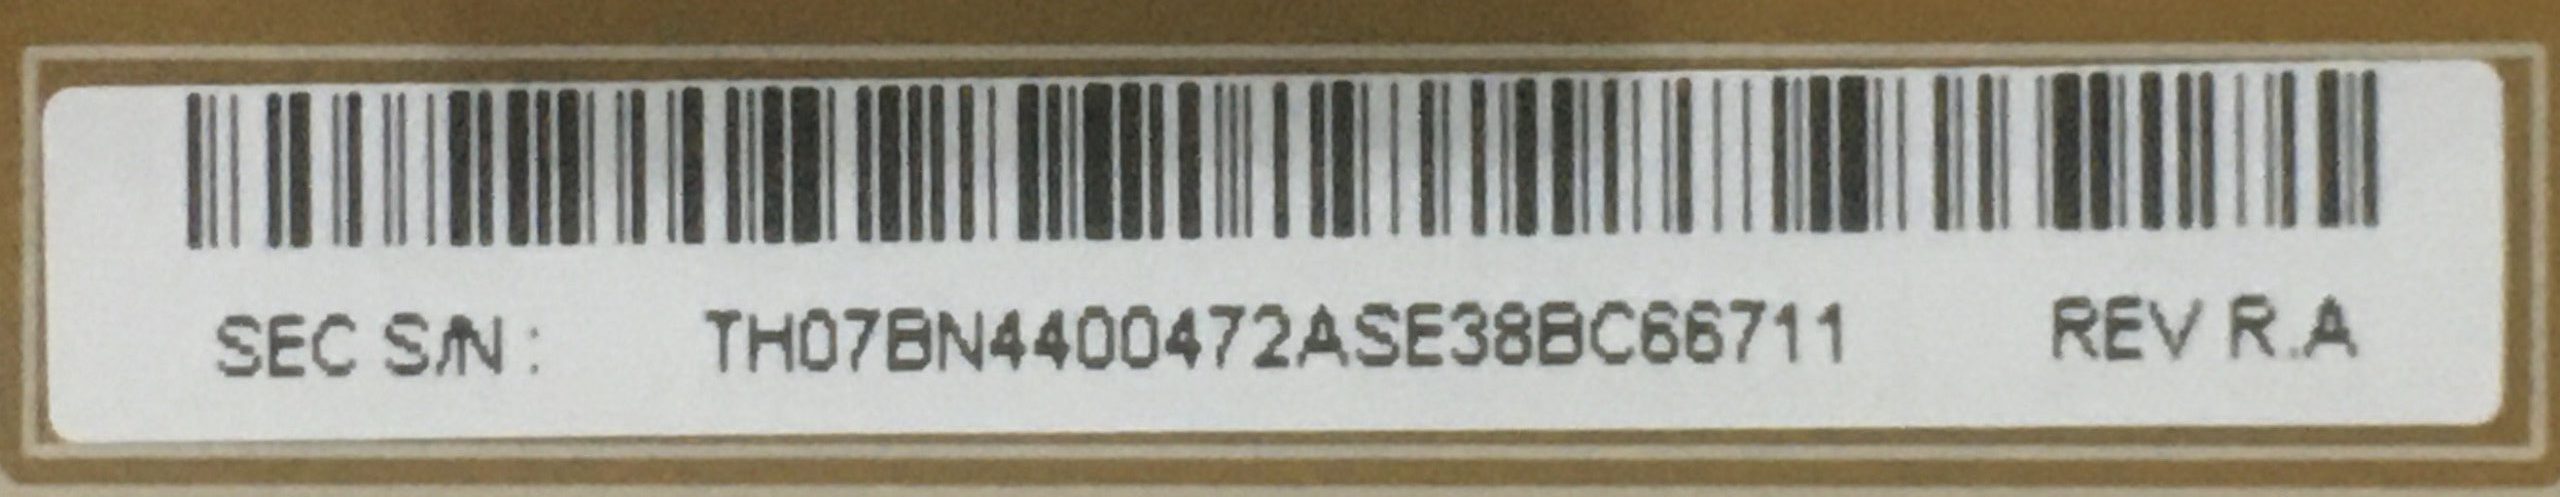 SEC S/N : TH07BN4400472ASE38BC66711 REV R.A